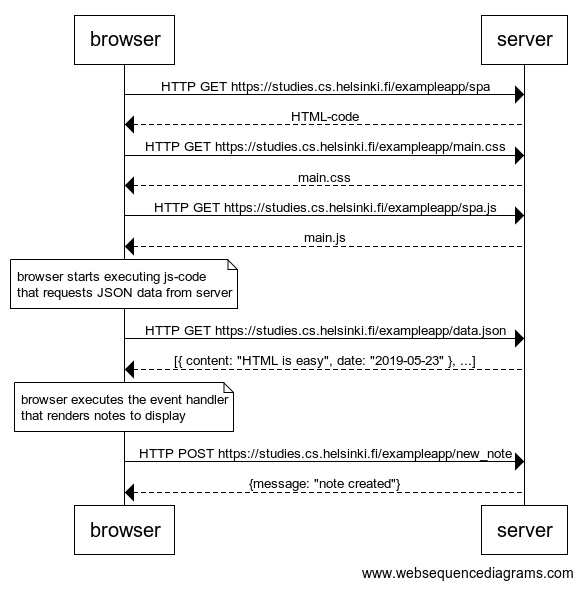 browser
server
HTTP GET https://studies.cs.helsinki.fi/exampleapp/spa
HTML-code
HTTP GET https://studies.cs.helsinki.fi/exampleapp/main.css
main.css
HTTP GET https://studies.cs.helsinki.fi/exampleapp/spa.js
main.js
browser starts executing js-code
that requests JSON data from server
HTTP GET https://studies.cs.helsinki.fi/exampleapp/data.json
[{ content: "HTML is easy", date: "2019-05-23" }, ...]
browser executes the event handler
that renders notes to display
HTTP POST https://studies.cs.helsinki.fi/exampleapp/new_note
{message: "note created"}
browser
server
www.websequencediagrams.com